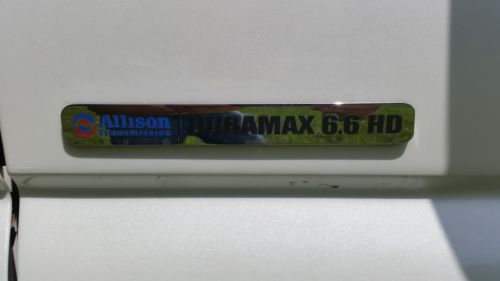 Allison DURAMAX 6.6 HD
TRANSMISSION